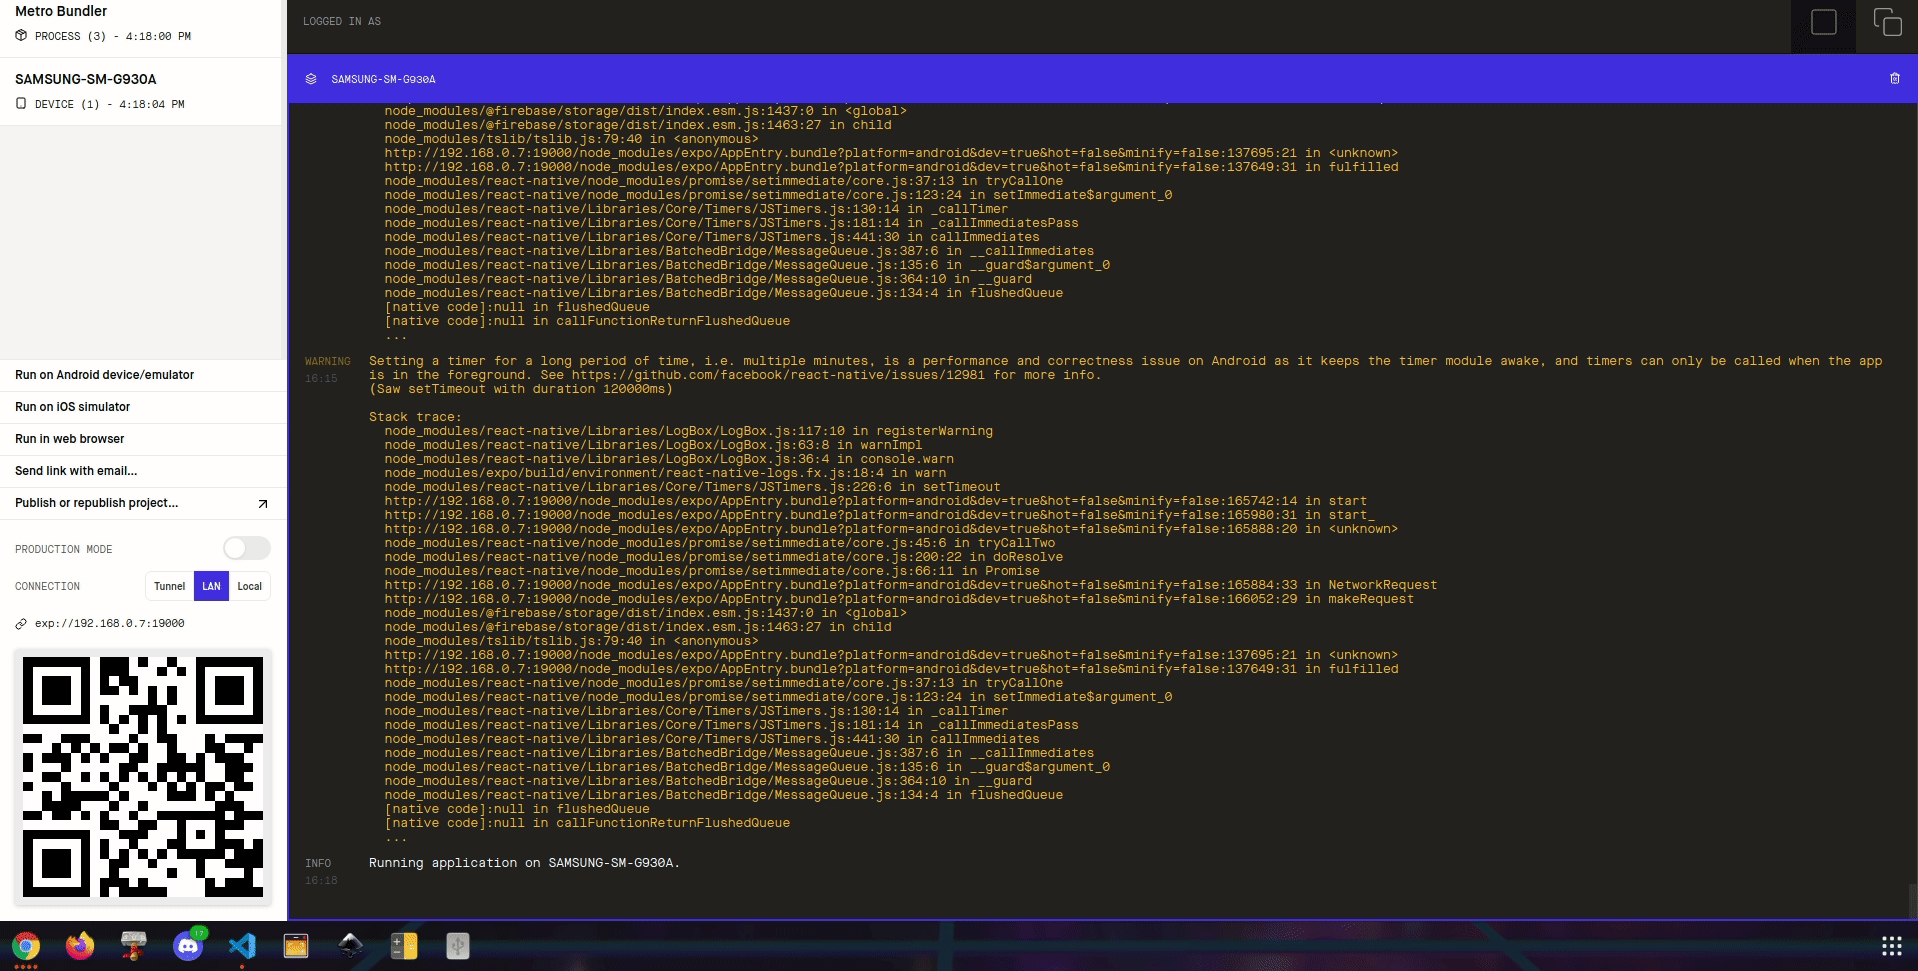 Metro Bundler
PROCESS (3) - 4:18:00 PM
SAMSUNG-SM-G930A
DEVICE (1) - 4:18:04 PM
Run on Android device/emulator
Run on iOS simulator
Run in web browser
Send link with email...
Publish or republish project...
PRODUCTION MODE
CONNECTION Tunnel LAN Local
exp://192.168.0.7:19000
LOGGED IN AS
SAMSUNG-SM-G930A
node_modules/@firebase/storage/dist/index.esm.js:1437:0 in <global>
node_modules/@firebase/storage/dist/index.esm.js:1463:27 in child
node_modules/tslib/tslib.js:79:40 in <anonymous>
http://192.168.0.7:19000/node_modules/expo/AppEntry.bundle?platform=android&dev=true&hot=false&minify=false:137695:21 in <unknown>
http://192.168.0.7:19000/node_modules/expo/AppEntry.bundle?platform=android&dev=true&hot=false&minify=false:137649:31 in fulfilled
node_modules/react-native/node_modules/promise/setimmediate/core.js:37:13 in tryCallOne
node_modules/react-native/node_modules/promise/setimmediate/core.js:123:24 in setImmediate$argument_0
node_modules/react-native/Libraries/Core/Timers/JSTimers.js:130:14 in _callTimer
node_modules/react-native/Libraries/Core/Timers/JSTimers.js:181:14 in _callImmediatesPass
node_modules/react-native/Libraries/Core/Timers/JSTimers.js:441:30 in callImmediates
node_modules/react-native/Libraries/BatchedBridge/MessageQueue.js:387:6 in __callImmediates
node_modules/react-native/Libraries/BatchedBridge/MessageQueue.js:135:6 in __guard$argument_0
node_modules/react-native/Libraries/BatchedBridge/MessageQueue.js:364:10 in __guard
node_modules/react-native/Libraries/BatchedBridge/MessageQueue.js:134:4 in flushedQueue
[native code]:null in flushedQueue
[native code]:null in callFunctionReturnFlushedQueue
...
WARNING Setting a timer for a long period of time, i.e. multiple minutes, is a performance and correctness issue on Android as it keeps the timer module awake, and timers can only be called when the app
16:15 is in the foreground. See https://github.com/facebook/react-native/issues/12981 for more info.
(Saw setTimeout with duration 120000ms)
Stack trace:
node_modules/react-native/Libraries/LogBox/LogBox.js:117:10 in registerWarning
node_modules/react-native/Libraries/LogBox/LogBox.js:63:8 in warnImpl
node_modules/react-native/Libraries/LogBox/LogBox.js:36:4 in console.warn
node_modules/expo/build/environment/react-native-logs.fx.js:18:4 in warn
node_modules/react-native/Libraries/Core/Timers/JSTimers.js:226:6 in setTimeout
http://192.168.0.7:19000/node_modules/expo/AppEntry.bundle?platform=android&dev=true&hot=false&minify=false:165742:14 in start
http://192.168.0.7:19000/node_modules/expo/AppEntry.bundle?platform=android&dev=true&hot=false&minify=false:165980:31 in start_
http://192.168.0.7:19000/node_modules/expo/AppEntry.bundle?platform=android&dev=true&hot=false&minify=false:165888:20 in <unknown>
node_modules/react-native/node_modules/promise/setimmediate/core.js:45:6 in tryCallTwo
node_modules/react-native/node_modules/promise/setimmediate/core.js:200:22 in doResolve
node_modules/react-native/node_modules/promise/setimmediate/core.js:66:11 in Promise
http://192.168.0.7:19000/node_modules/expo/AppEntry.bundle?platform=android&dev=true&hot=false&minify=false:165884:33 in NetworkRequest
http://192.168.0.7:19000/node_modules/expo/AppEntry.bundle?platform=android&dev=true&hot=false&minify=false:166052:29 in makeRequest
node_modules/@firebase/storage/dist/index.esm.js:1437:0 in <global>
node_modules/@firebase/storage/dist/index.esm.js:1463:27 in child
node_modules/tslib/tslib.js:79:40 in <anonymous>
http://192.168.0.7:19000/node_modules/expo/AppEntry.bundle?platform=android&dev=true&hot=false&minify=false:137695:21 in <unknown>
http://192.168.0.7:19000/node_modules/expo/AppEntry.bundle?platform=android&dev=true&hot=false&minify=false:137649:31 in fulfilled
node_modules/react-native/node_modules/promise/setimmediate/core.js:37:13 in tryCallOne
node_modules/react-native/node_modules/promise/setimmediate/core.js:123:24 in setImmediate$argument_0
node_modules/react-native/Libraries/Core/Timers/JSTimers.js:130:14 in _callTimer
node_modules/react-native/Libraries/Core/Timers/JSTimers.js:181:14 in _callImmediatesPass
node_modules/react-native/Libraries/Core/Timers/JSTimers.js:441:30 in callImmediates
node_modules/react-native/Libraries/BatchedBridge/MessageQueue.js:387:6 in __callImmediates
node_modules/react-native/Libraries/BatchedBridge/MessageQueue.js:135:6 in __guard$argument_0
node_modules/react-native/Libraries/BatchedBridge/MessageQueue.js:364:10 in __guard
node_modules/react-native/Libraries/BatchedBridge/MessageQueue.js:134:4 in flushedQueue
[native code]:null in flushedQueue
[native code]:null in callFunctionReturnFlushedQueue
...
INFO Running application on SAMSUNG-SM-G930A.
16:18
17